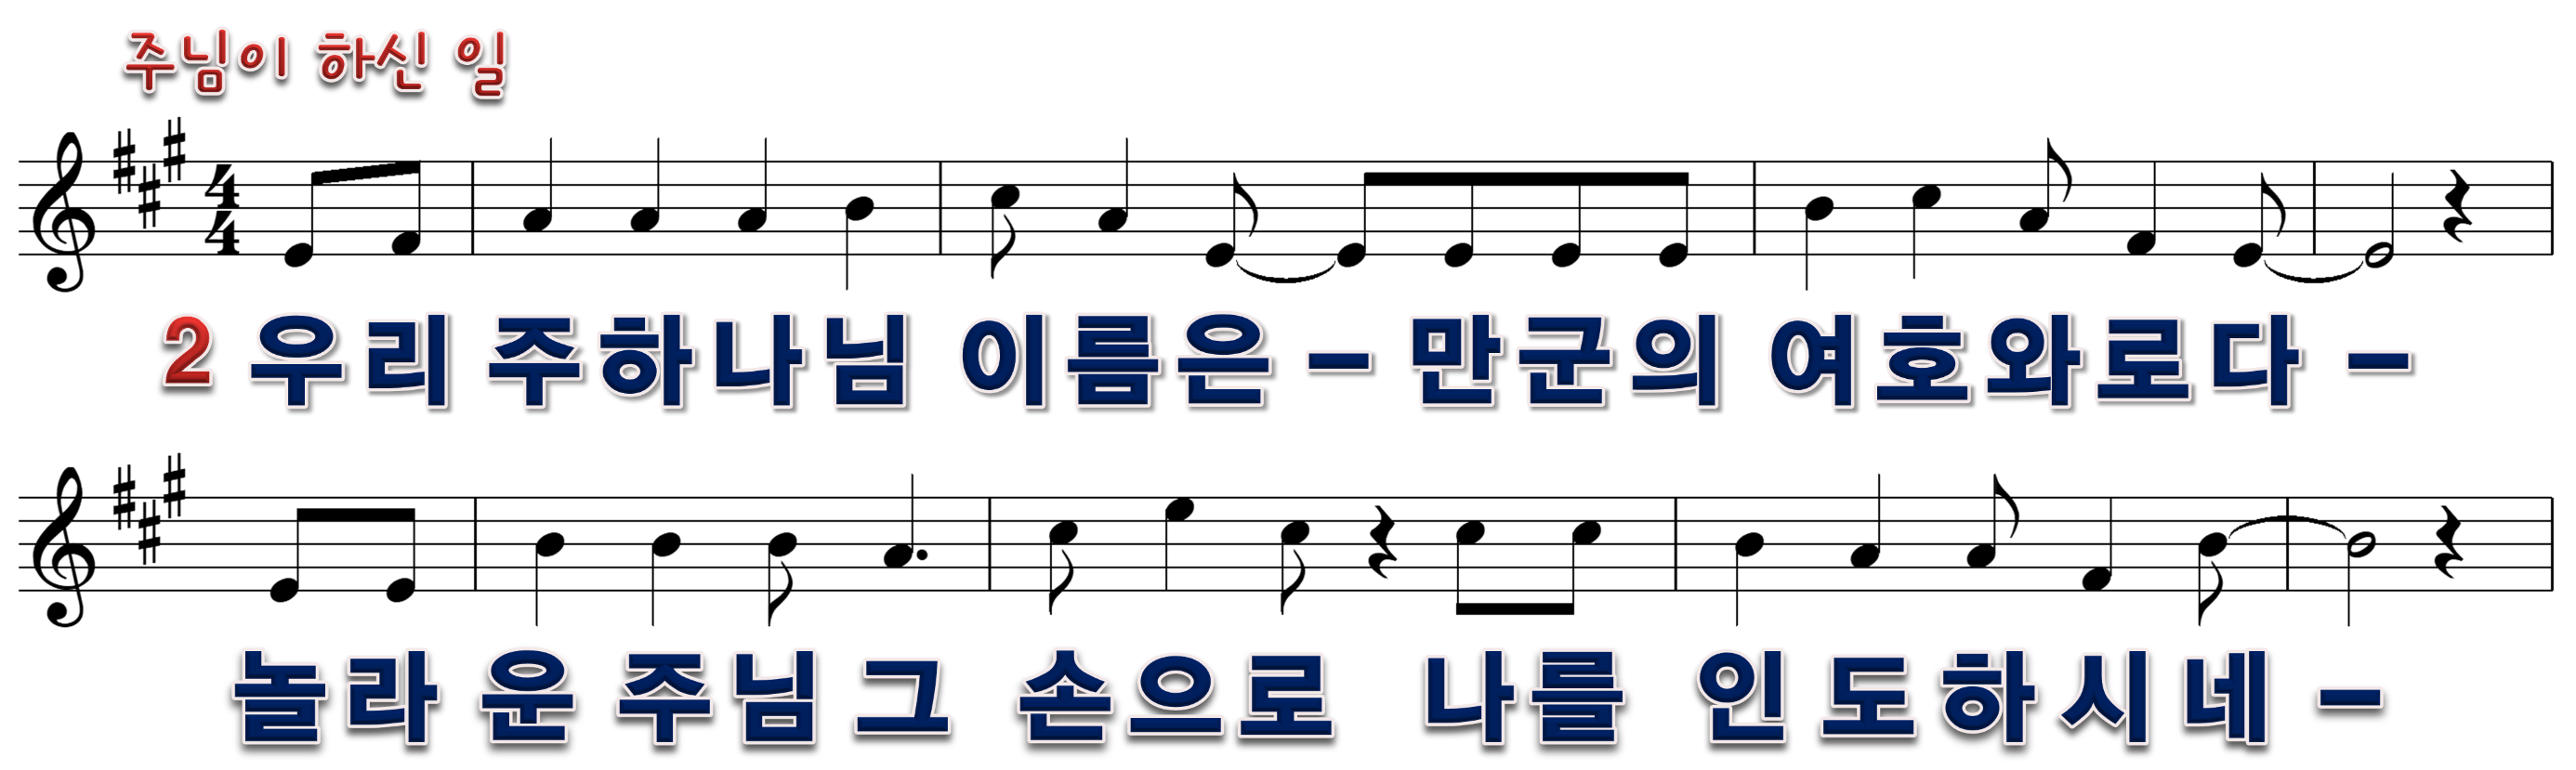 주님이 하신 일
4
4
2 우리 주하나님 이름은 - 만군의 여호와로다 -
놀라운 주님 그 손으로 나를 인도하시네 -